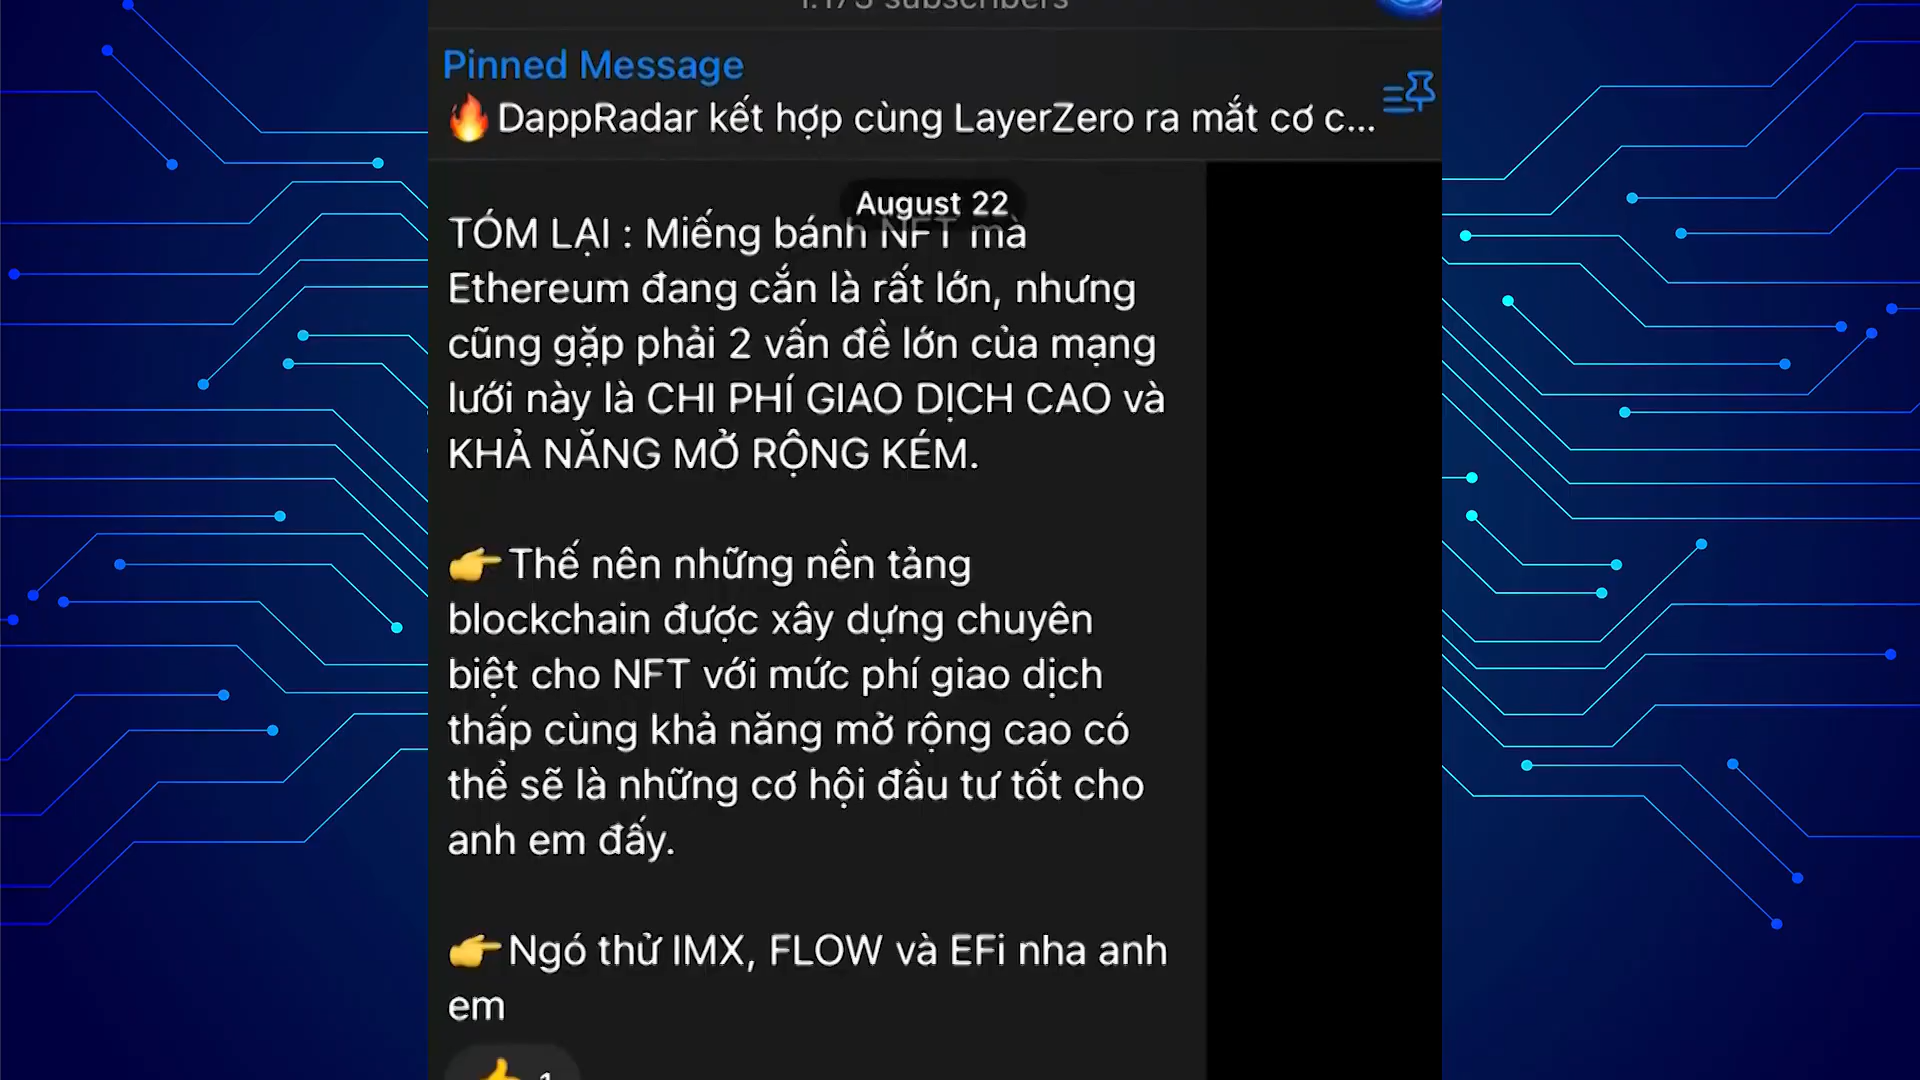 1.173 subscribers
Pinned Message
🔥DappRadar kết hợp cùng LayerZero ra mắt cơ c...
August 22
TÓM LẠI : Miếng bánh NFT mà
Ethereum đang cắn là rất lớn, nhưng
cũng gặp phải 2 vấn đề lớn của mạng
lưới này là CHI PHÍ GIAO DỊCH CAO và
KHẢ NĂNG MỞ RỘNG KÉM.
👉Thế nên những nền tảng
blockchain được xây dựng chuyên
biệt cho NFT với mức phí giao dịch
thấp cùng khả năng mở rộng cao có
thể sẽ là những cơ hội đầu tư tốt cho
anh em đấy.
👉Ngó thử IMX, FLOW và EFi nha anh
em
👍 1